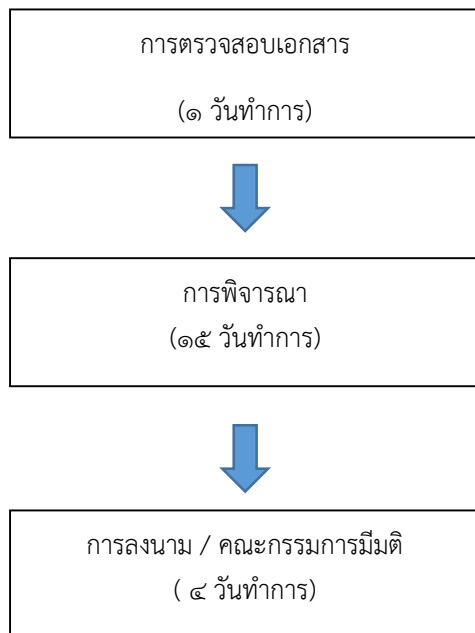 การตรวจสอบเอกสาร
(๑ วันทำการ)
การพิจารณา
(๑๕ วันทำการ)
การลงนาม / คณะกรรมการมีมติ
( ๔ วันทำการ)